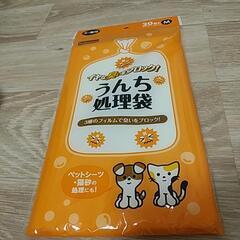 20枚 M
イヤな臭いをブロック!
うんち
処理袋
3層のフィルムで臭いをブロック!
ペットシーツ
・猫砂の
処理にも!